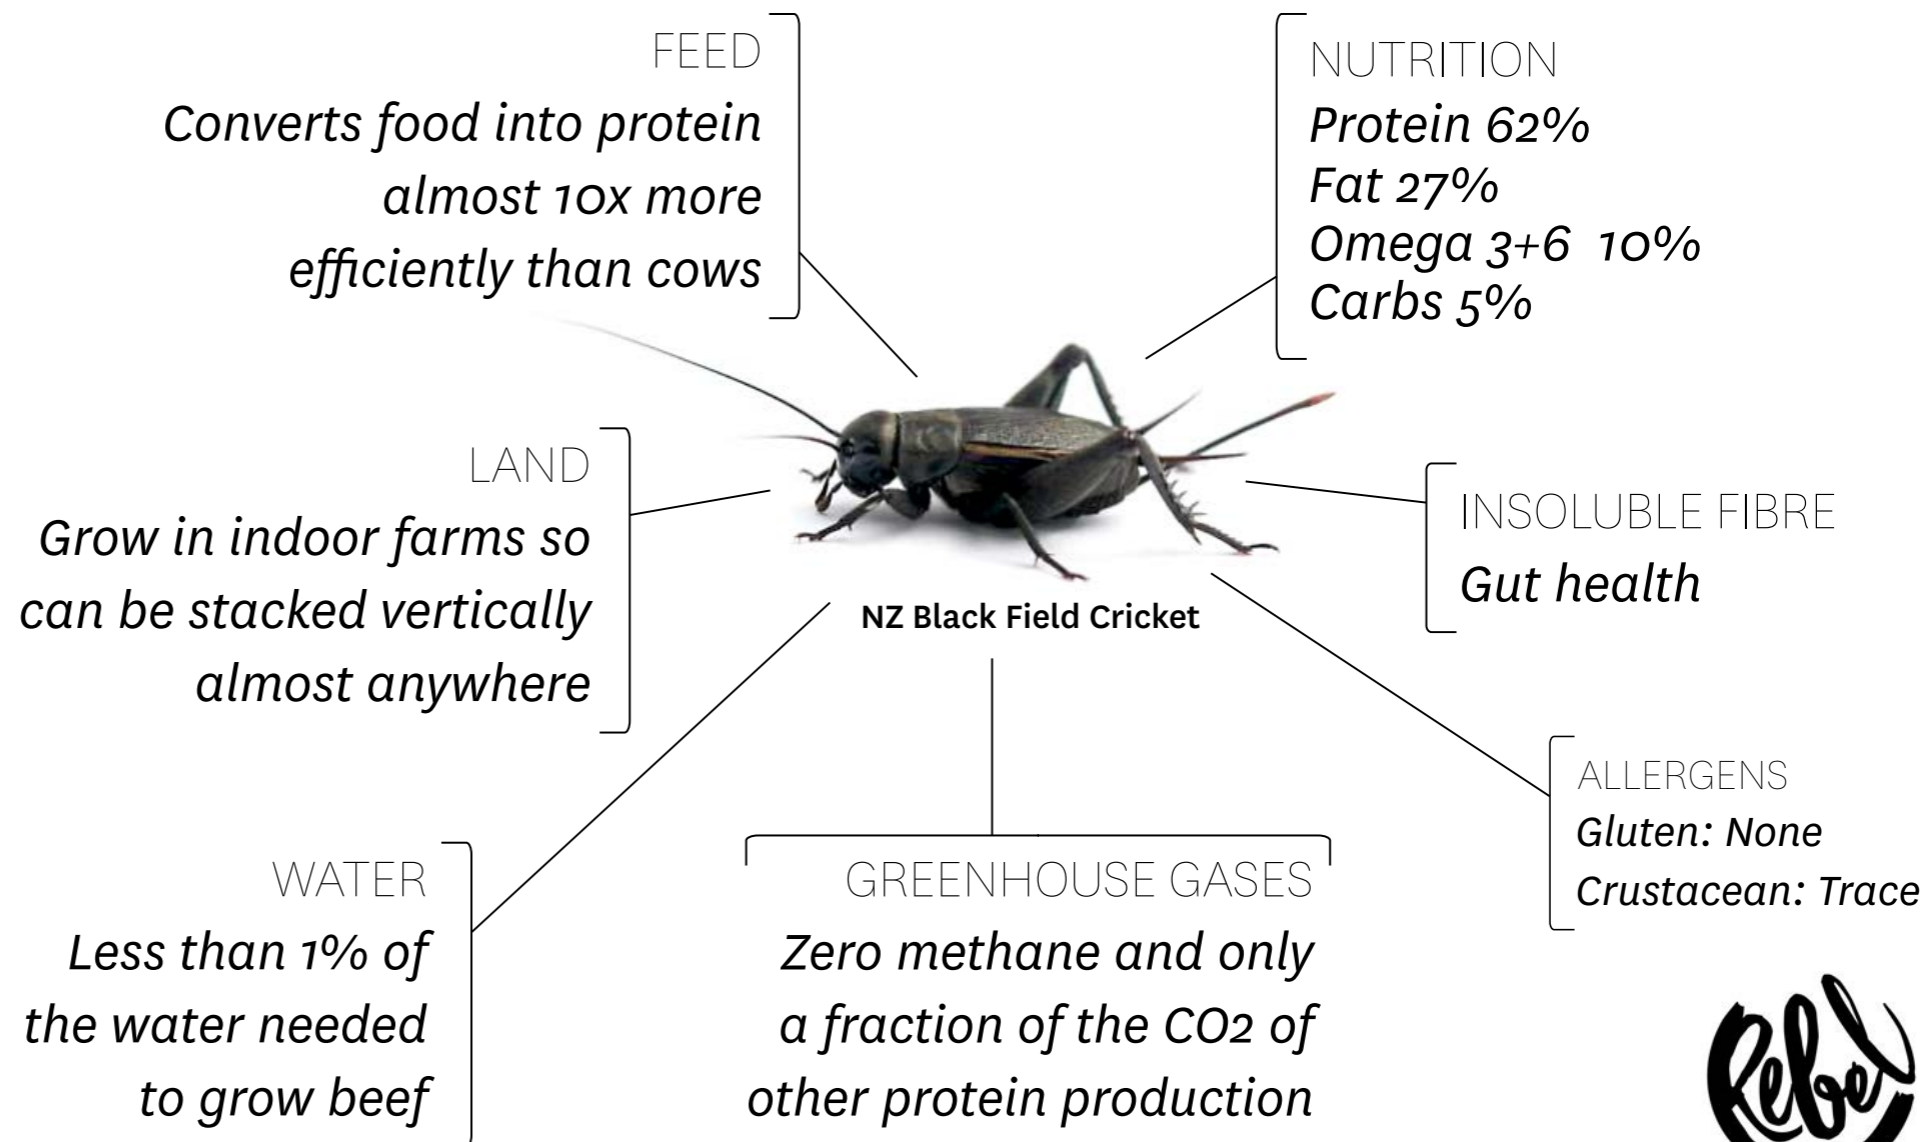 FEED
Converts food into protein
almost 10x more
efficiently than cows
NUTRITION
Protein 62%
Fat 27%
Omega 3+6 10%
Carbs 5%
LAND
Grow in indoor farms so
can be stacked vertically
almost anywhere
INSOLUBLE FIBRE
Gut health
NZ Black Field Cricket
ALLERGENS
Gluten: None
Crustacean: Trace
WATER
Less than 1% of
the water needed
to grow beef
GREENHOUSE GASES
Zero methane and only
a fraction of the CO2 of
other protein production
Rebel